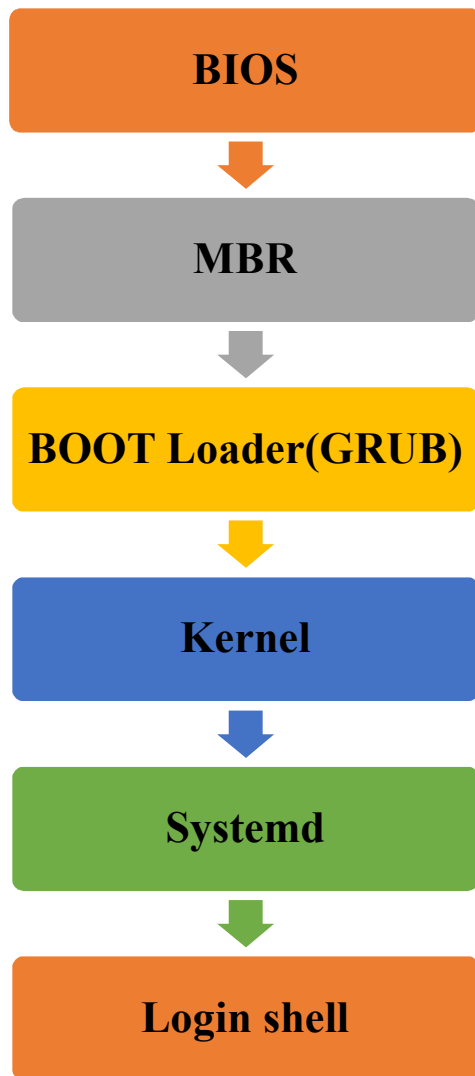 BIOS
MBR
BOOT Loader(GRUB)
Kernel
Systemd
Login shell